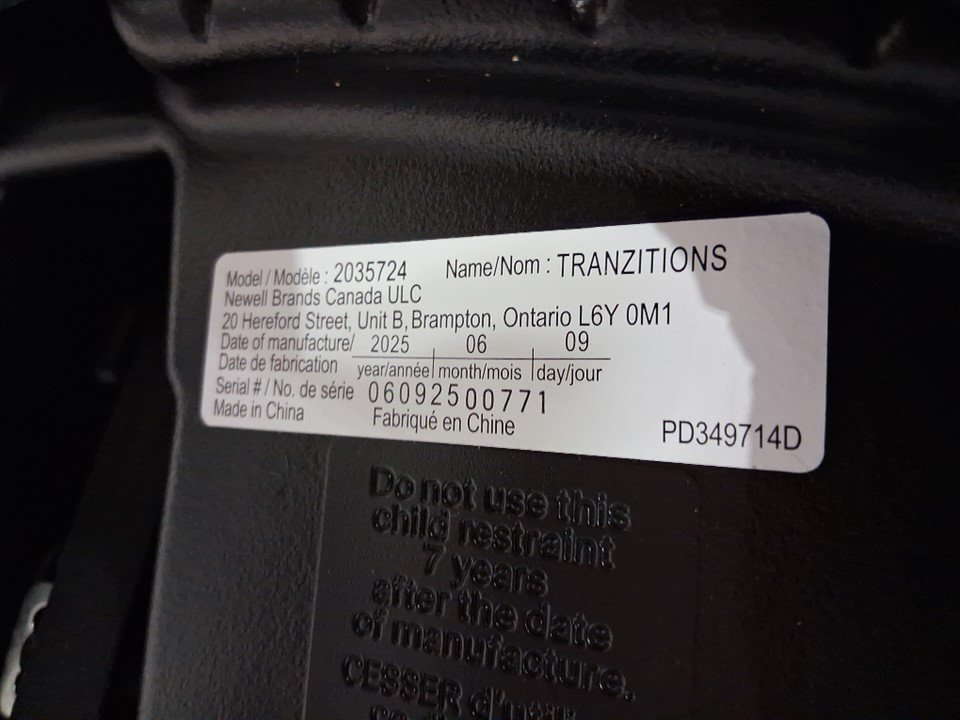 Model / Modèle : 2035724 Name/Nom : TRANZITIONS
Newell Brands Canada ULC
20 Hereford Street, Unit B, Brampton, Ontario L6Y 0M1
Date of manufacture/ 2025 06 09
Date de fabrication year/année month/mois day/jour
Serial # / No. de série 06092500771
Made in China Fabriqué en Chine PD349714D
Do not use this
child restraint
7 years
after the date
of manufacture.
CESSER